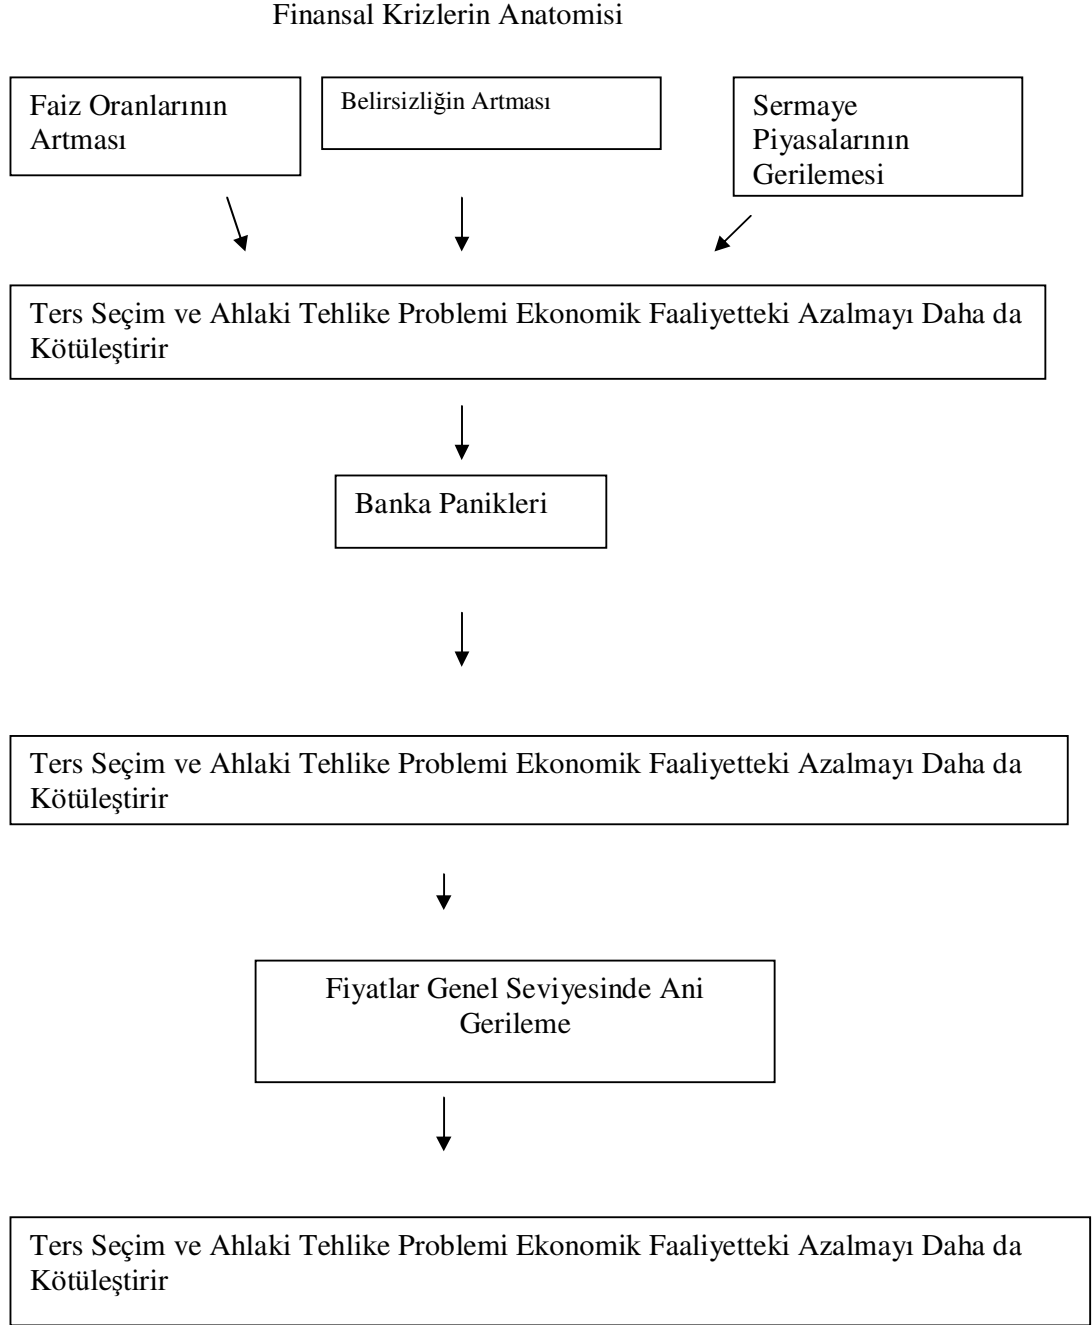 Finansal Krizlerin Anatomisi
Faiz Oranlarının
Artması
Belirsizliğin Artması
Sermaye
Piyasalarının
Gerilemesi
Ters Seçim ve Ahlaki Tehlike Problemi Ekonomik Faaliyetteki Azalmayı Daha da
Kötüleştirir
Banka Panikleri
Ters Seçim ve Ahlaki Tehlike Problemi Ekonomik Faaliyetteki Azalmayı Daha da
Kötüleştirir
Fiyatlar Genel Seviyesinde Ani
Gerileme
Ters Seçim ve Ahlaki Tehlike Problemi Ekonomik Faaliyetteki Azalmayı Daha da
Kötüleştirir